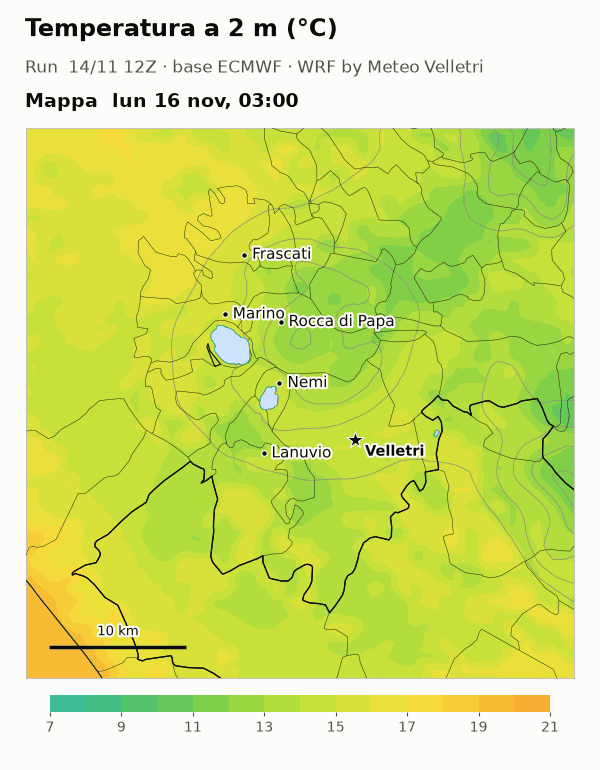 Temperatura a 2 m (°C)
Run  14/11 12Z · base ECMWF · WRF by Meteo Velletri
Mappa  lun 16 nov, 03:00
Frascati
Marino
Rocca di Papa
Nemi
Velletri
Lanuvio
10 km
7 9 11 13 15 17 19 21